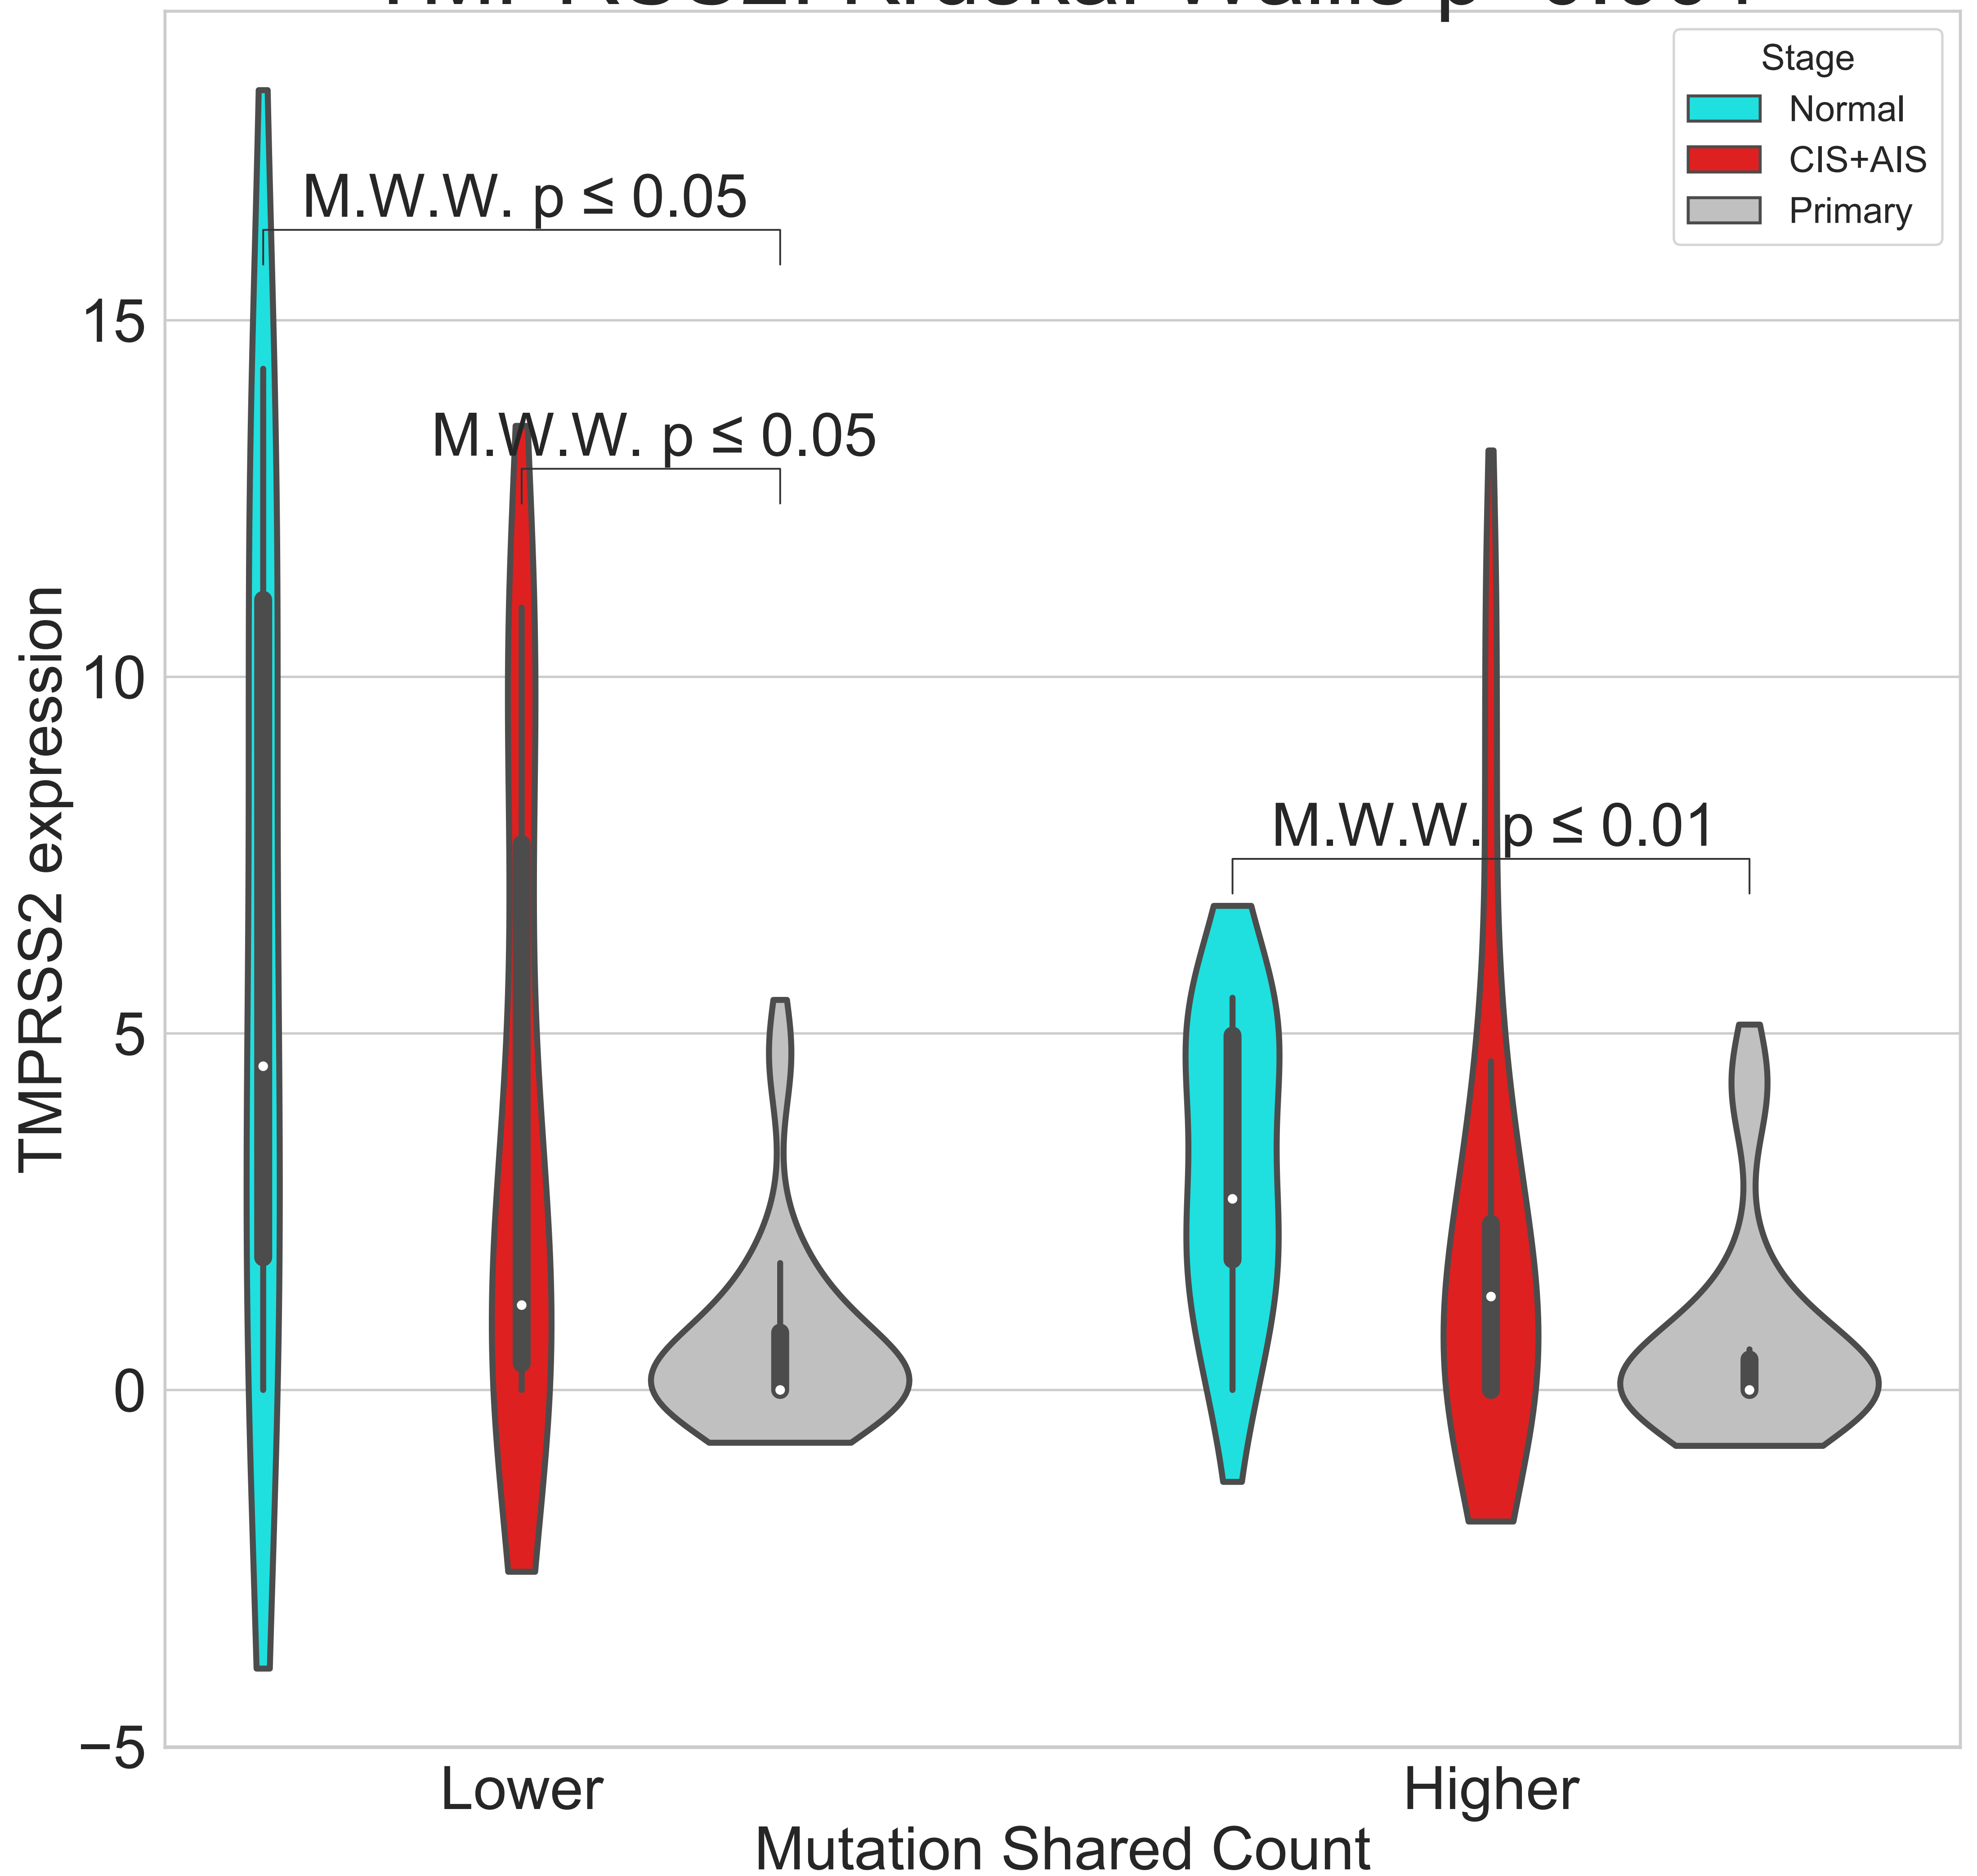 Stage
Normal
CIS+AIS
Primary
M.W.W. p ≤ 0.05
M.W.W. p ≤ 0.05
M.W.W. p ≤ 0.01
15
10
5
0
−5
TMPRSS2 expression
Lower
Higher
Mutation Shared Count